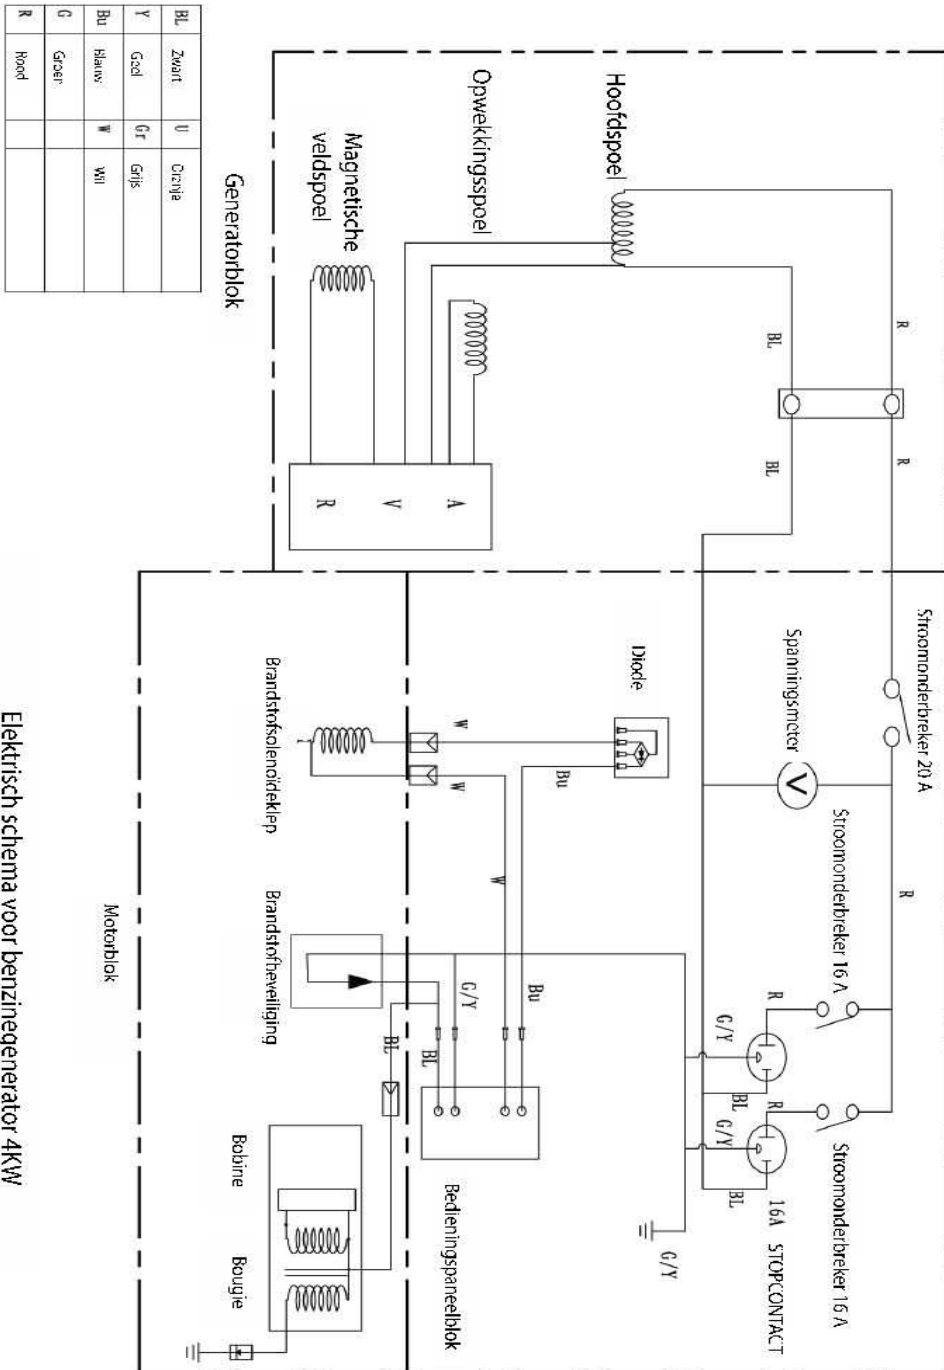 Hoofdspoel
Opwekkingsspoel
Magnetische
veldspoel
Generatorblok
R
BL
R
BL
A
V
R
Stroomonderbreker 20 A
Spanningsmeter
V
R
Stroomonderbreker 16 A
Stroomonderbreker 16 A
Diode
Bu
W
W
W
Bu
G/Y
BL
BL
R
G/Y
BL
R
G/Y
BL
16A STOPCONTACT
G/Y
Brandstofsolenoïdeklep
Brandstofbeveiliging
Bedieningspaneelblok
Bobine
Bougie
Motorblok
BL Zwart U Oranje
Y Geel Gr Grijs
Bu Blauw W Wit
G Groen
R Rood
Elektrisch schema voor benzinegenerator 4KW